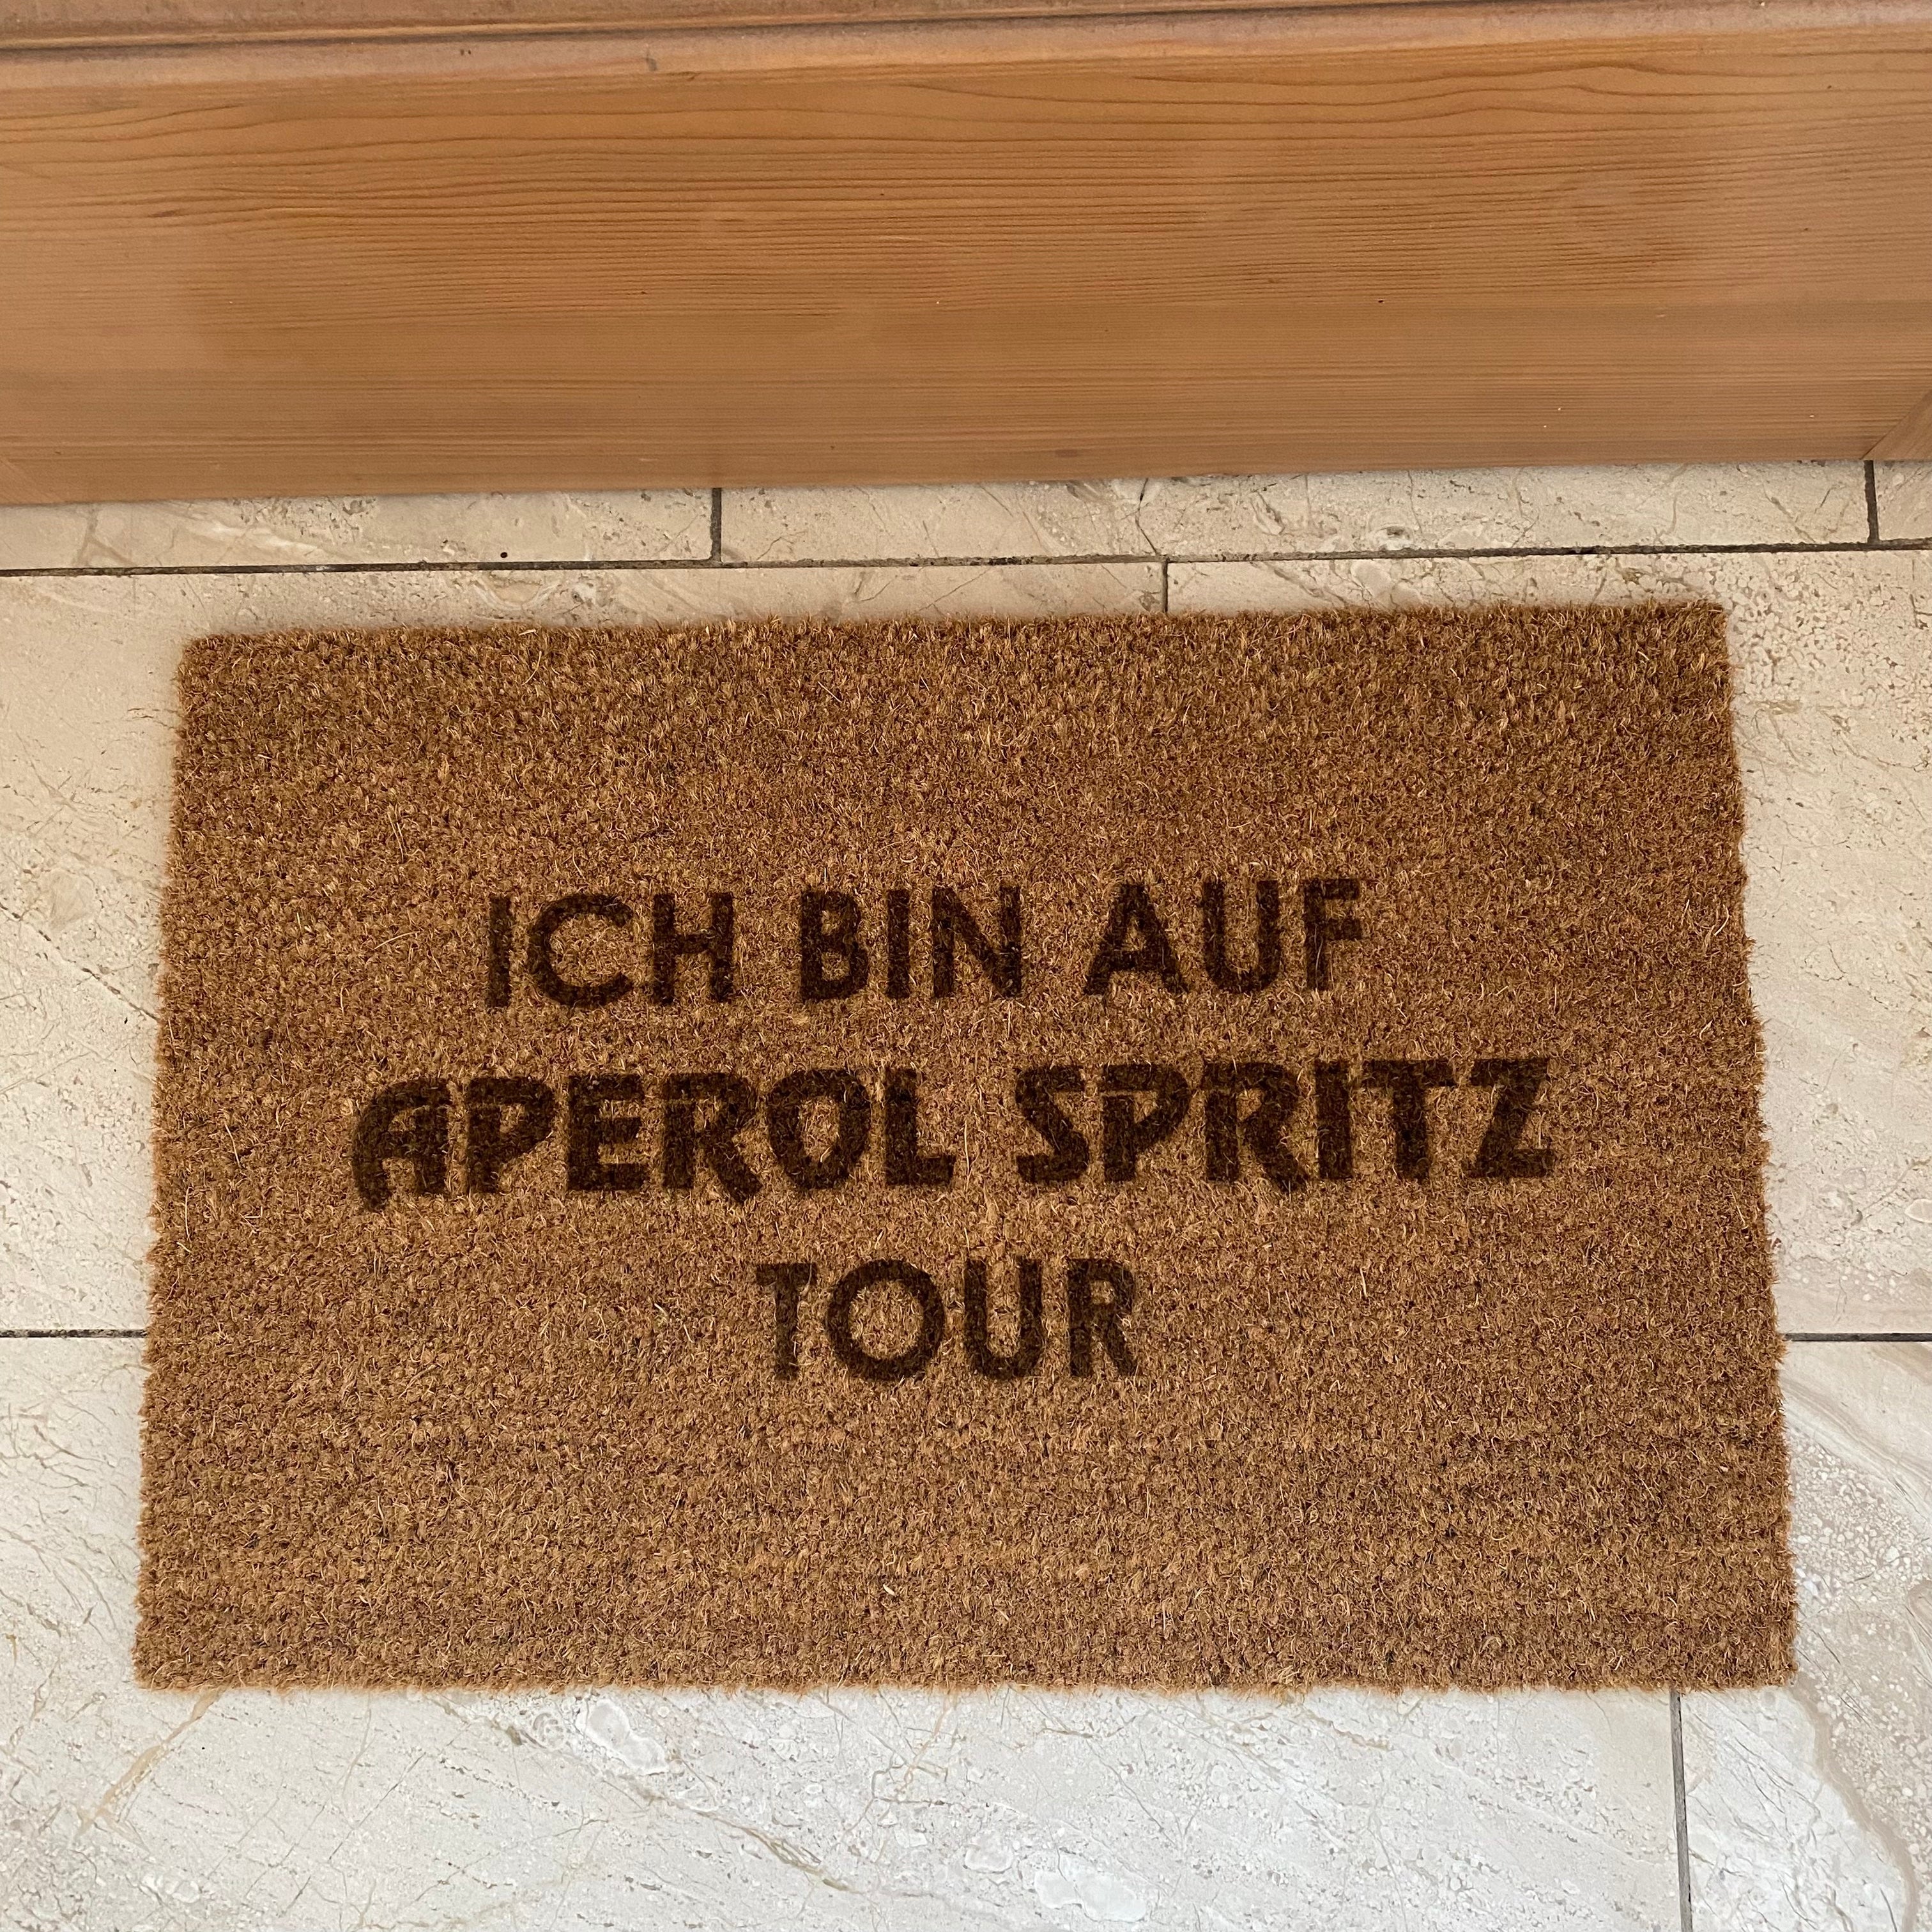 ICH BIN AUF
APEROL SPRITZ
TOUR